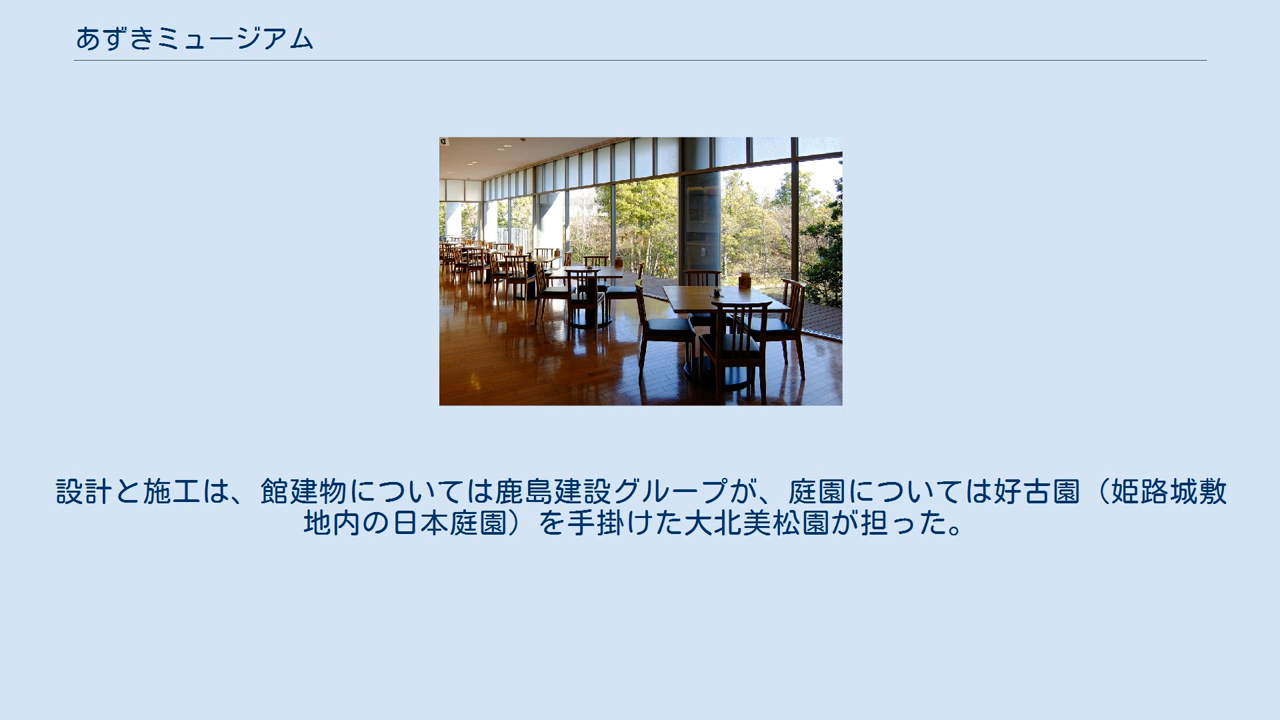 あずきミュージアム
設計と施工は、館建物については鹿島建設グループが、庭園については好古園（姫路城敷
地内の日本庭園）を手掛けた大北美松園が担った。